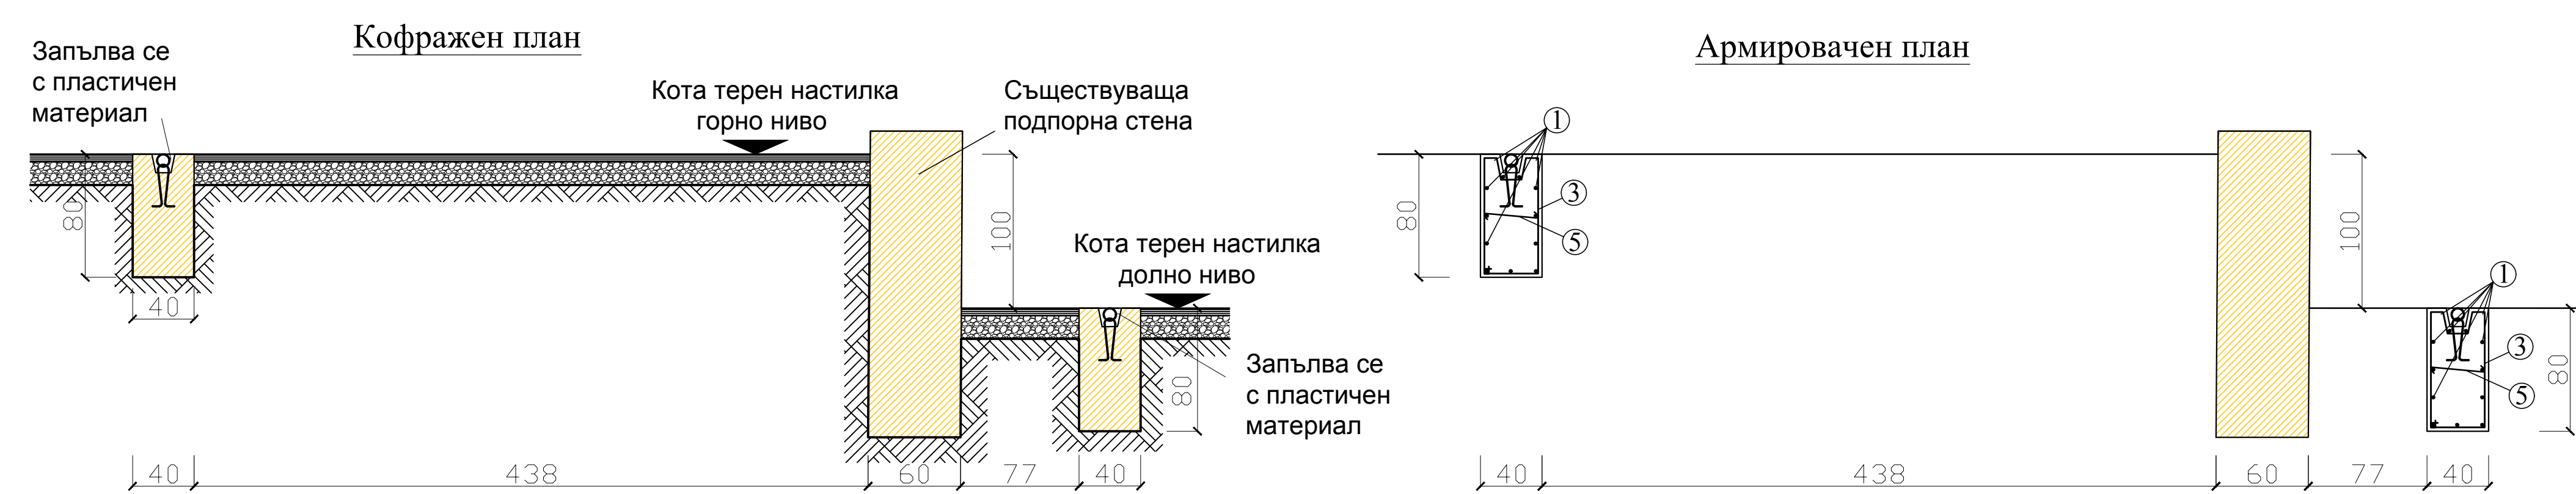 Кофражен план
Запълва се
с пластичен
материал
Кота терен настилка
горно ниво
Съществуваща
подпорна стена
80
40
100
Кота терен настилка
долно ниво
80
Запълва се
с пластичен
материал
40
438
60
77
40
Армировачен план
1
3
5
80
100
1
3
5
80
40
438
60
77
40